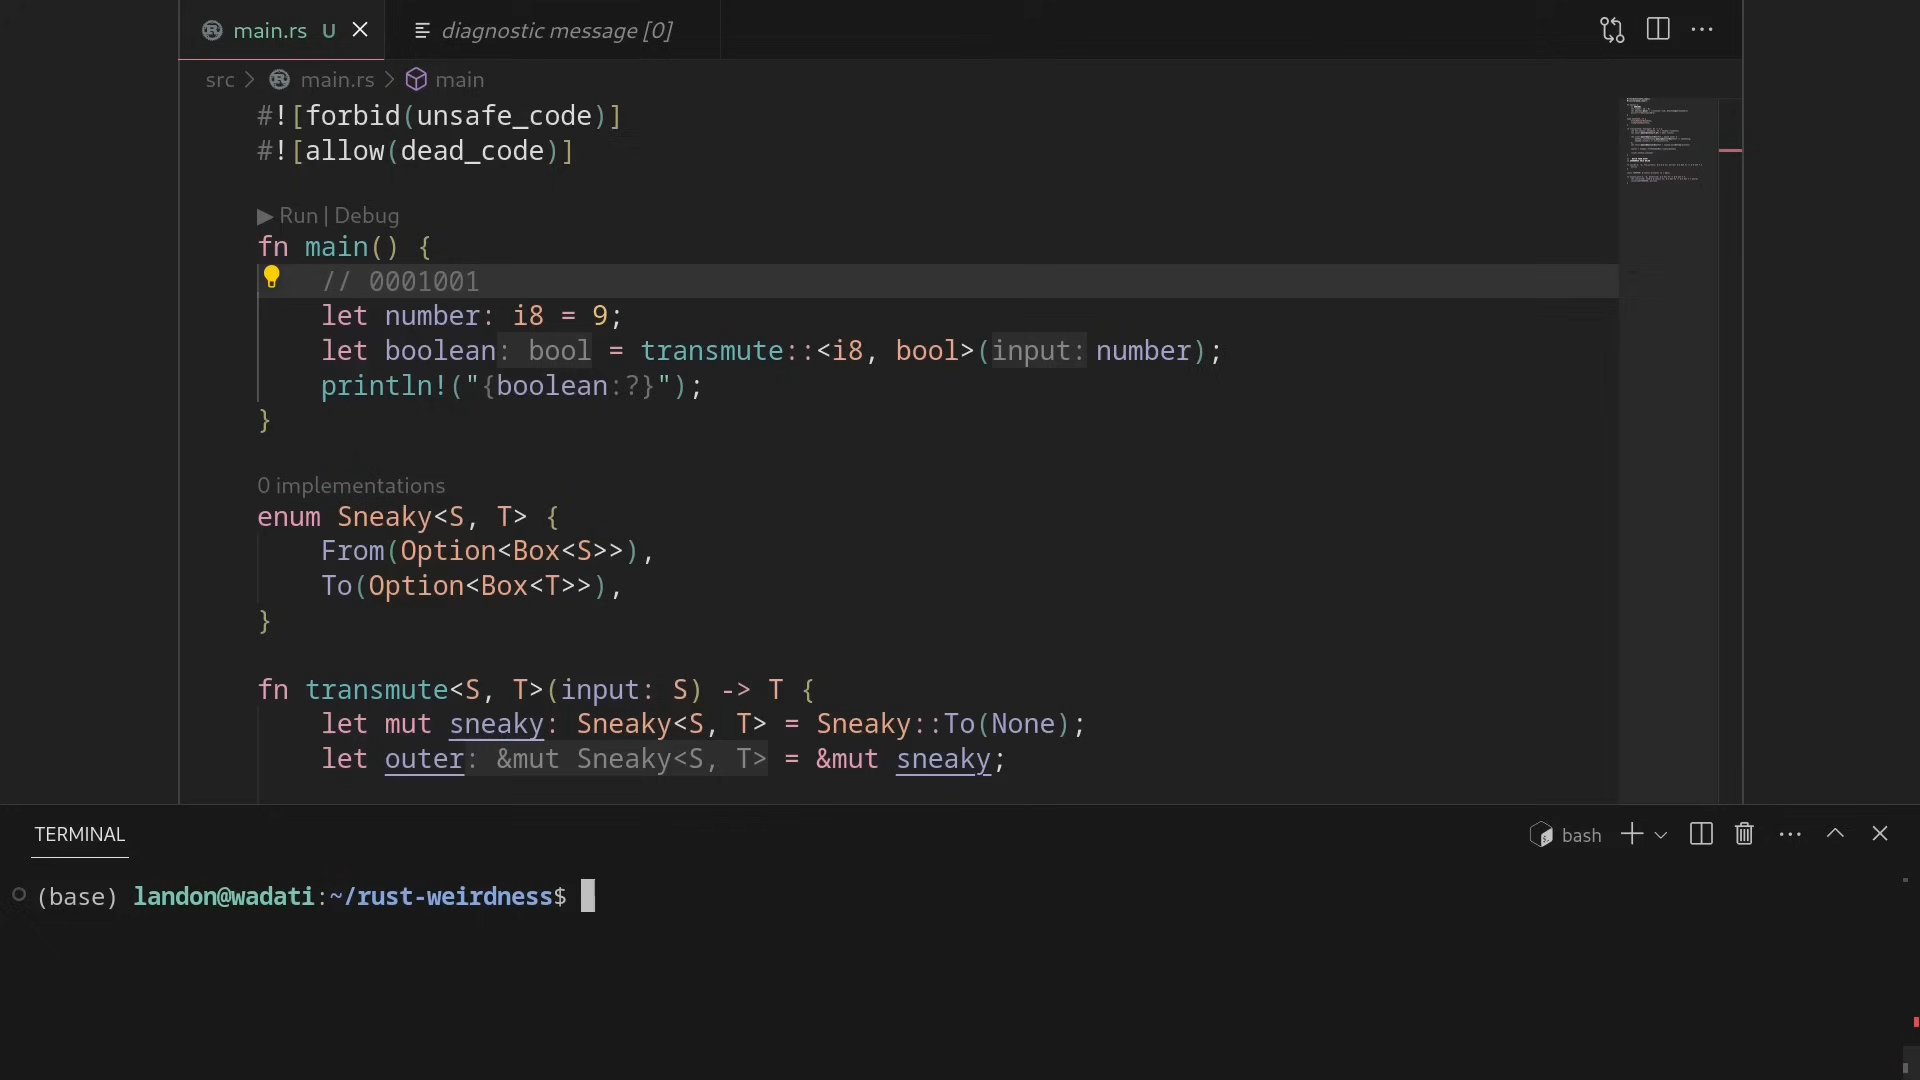 main.rs U
diagnostic message [0]
src > main.rs > main
#![forbid(unsafe_code)]
#![allow(dead_code)]
▶ Run | Debug
fn main() {
// 0001001
let number: i8 = 9;
let boolean: bool = transmute::<i8, bool>(input: number);
println!("{boolean:?}");
}
0 implementations
enum Sneaky<S, T> {
From(Option<Box<S>>),
To(Option<Box<T>>),
}
fn transmute<S, T>(input: S) -> T {
let mut sneaky: Sneaky<S, T> = Sneaky::To(None);
let outer: &mut Sneaky<S, T> = &mut sneaky;
TERMINAL
bash
(base) landon@wadati:~/rust-weirdness$